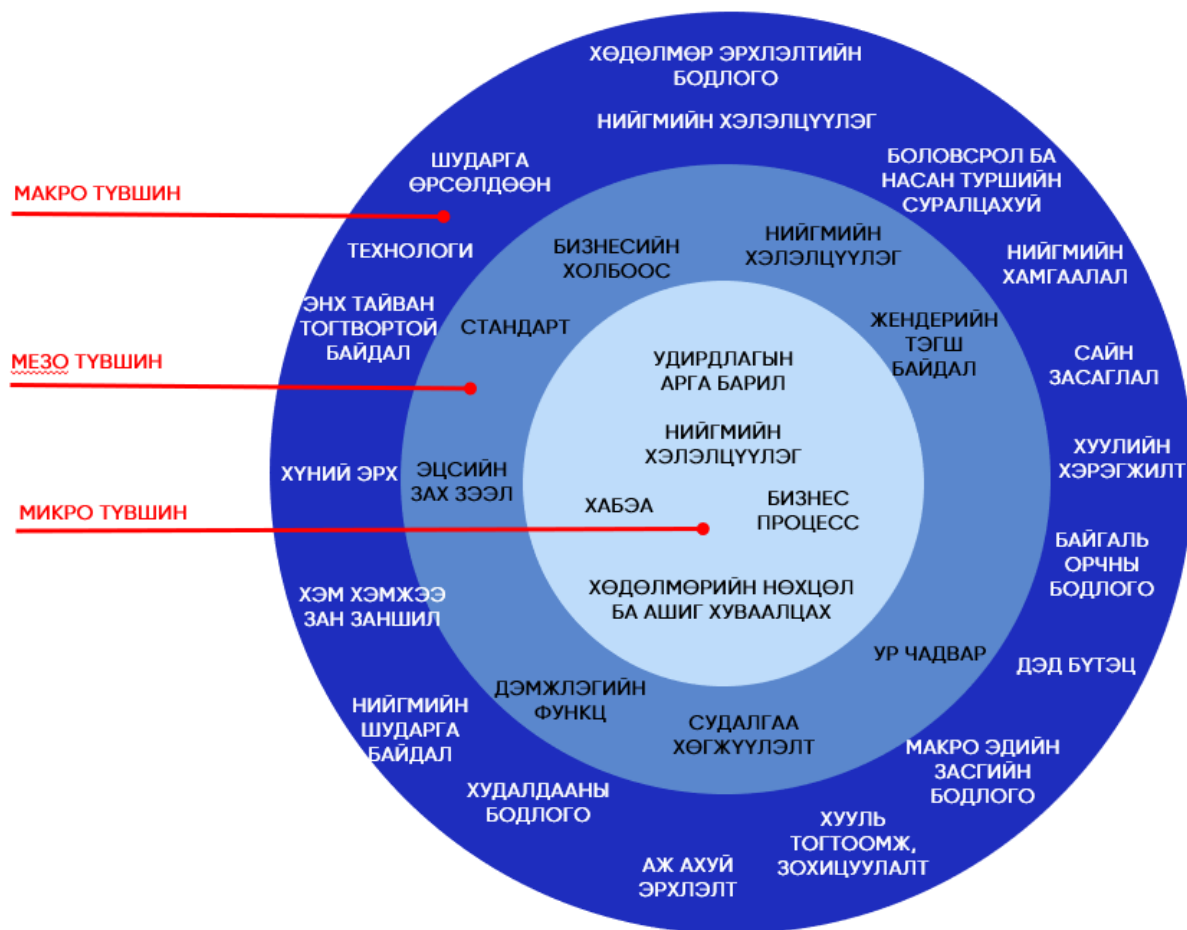 ХӨДӨЛМӨР ЭРХЛЭЛТИЙН
БОДЛОГО
НИЙГМИЙН ХЭЛЭЛЦҮҮЛЭГ
ШУДАРГА
ӨРСӨЛДӨӨН
БОЛОВСРОЛ БА
НАСАН ТУРШИЙН
СУРАЛЦАХУЙ
МАКРО ТҮВШИН
ТЕХНОЛОГИ
БИЗНЕСИЙН
ХОЛБООС
НИЙГМИЙН
ХЭЛЭЛЦҮҮЛЭГ
НИЙГМИЙН
ХАМГААЛАЛ
ЭНХ ТАЙВАН
ТОГТВОРТОЙ
БАЙДАЛ
СТАНДАРТ
ЖЕНДЕРИЙН
ТЭГШ
БАЙДАЛ
МЕЗО ТҮВШИН
УДИРДЛАГЫН
АРГА БАРИЛ
САЙН
ЗАСАГЛАЛ
НИЙГМИЙН
ХЭЛЭЛЦҮҮЛЭГ
ХУУЛИЙН
ХЭРЭГЖИЛТ
ХҮНИЙ ЭРХ
ЭЦСИЙН
ЗАХ ЗЭЭЛ
МИКРО ТҮВШИН
ХАБЭА
БИЗНЕС
ПРОЦЕСС
БАЙГАЛЬ
ОРЧНЫ
БОДЛОГО
ХЭМ ХЭМЖЭЭ
ЗАН ЗАНШИЛ
ХӨДӨЛМӨРИЙН НӨХЦӨЛ
БА АШИГ ХУВААЛЦАХ
УР ЧАДВАР
ДЭД БҮТЭЦ
ДЭМЖЛЭГИЙН
ФУНКЦ
НИЙГМИЙН
ШУДАРГА
БАЙДАЛ
СУДАЛГАА
ХӨГЖҮҮЛЭЛТ
МАКРО ЭДИЙН
ЗАСГИЙН
БОДЛОГО
ХУДАЛДААНЫ
БОДЛОГО
ХУУЛЬ
ТОГТООМЖ,
ЗОХИЦУУЛАЛТ
АЖ АХУЙ
ЭРХЛЭЛТ